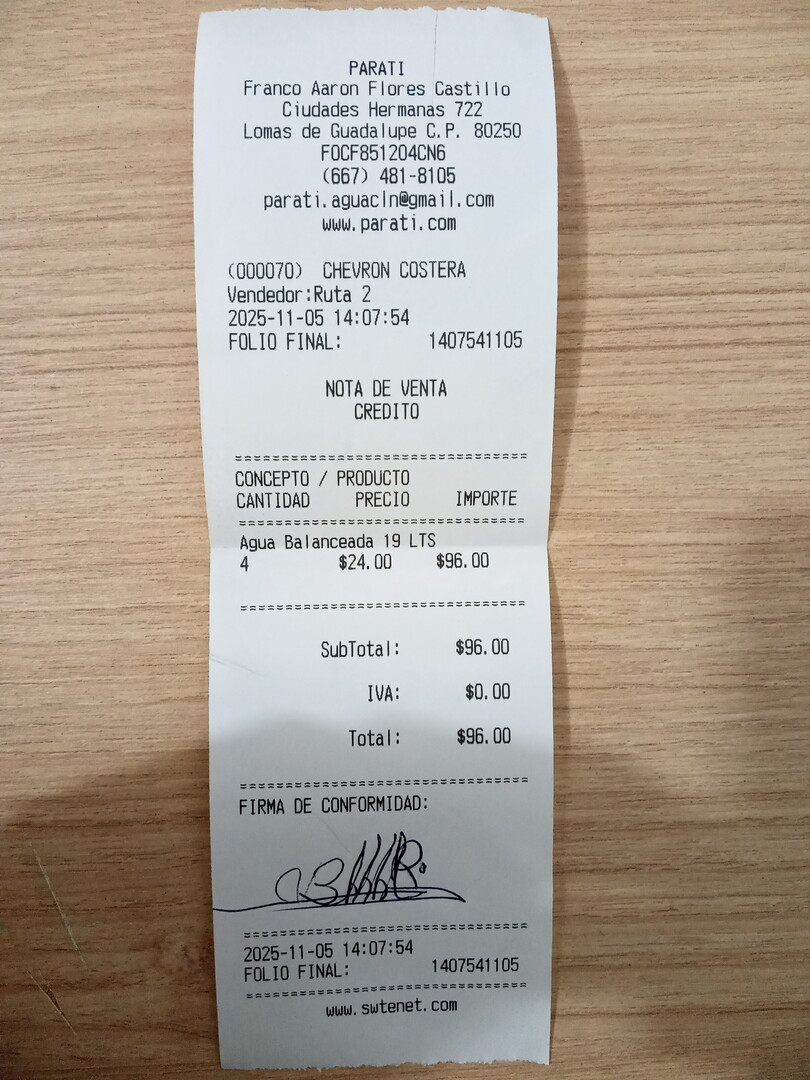 PARATI
Franco Aaron Flores Castillo
Ciudades Hermanas 722
Lomas de Guadalupe C.P. 80250
FOCF851204CN6
(667) 481-8105
parati.aguacln@gmail.com
www.parati.com
(000070) CHEVRON COSTERA
Vendedor:Ruta 2
2025-11-05 14:07:54
FOLIO FINAL: 1407541105
NOTA DE VENTA
CREDITO
================================
CONCEPTO / PRODUCTO
CANTIDAD PRECIO IMPORTE
================================
Agua Balanceada 19 LTS
4 $24.00 $96.00
================================
SubTotal: $96.00
IVA: $0.00
Total: $96.00
================================
FIRMA DE CONFORMIDAD:
================================
2025-11-05 14:07:54
FOLIO FINAL: 1407541105
================================
www.swtenet.com